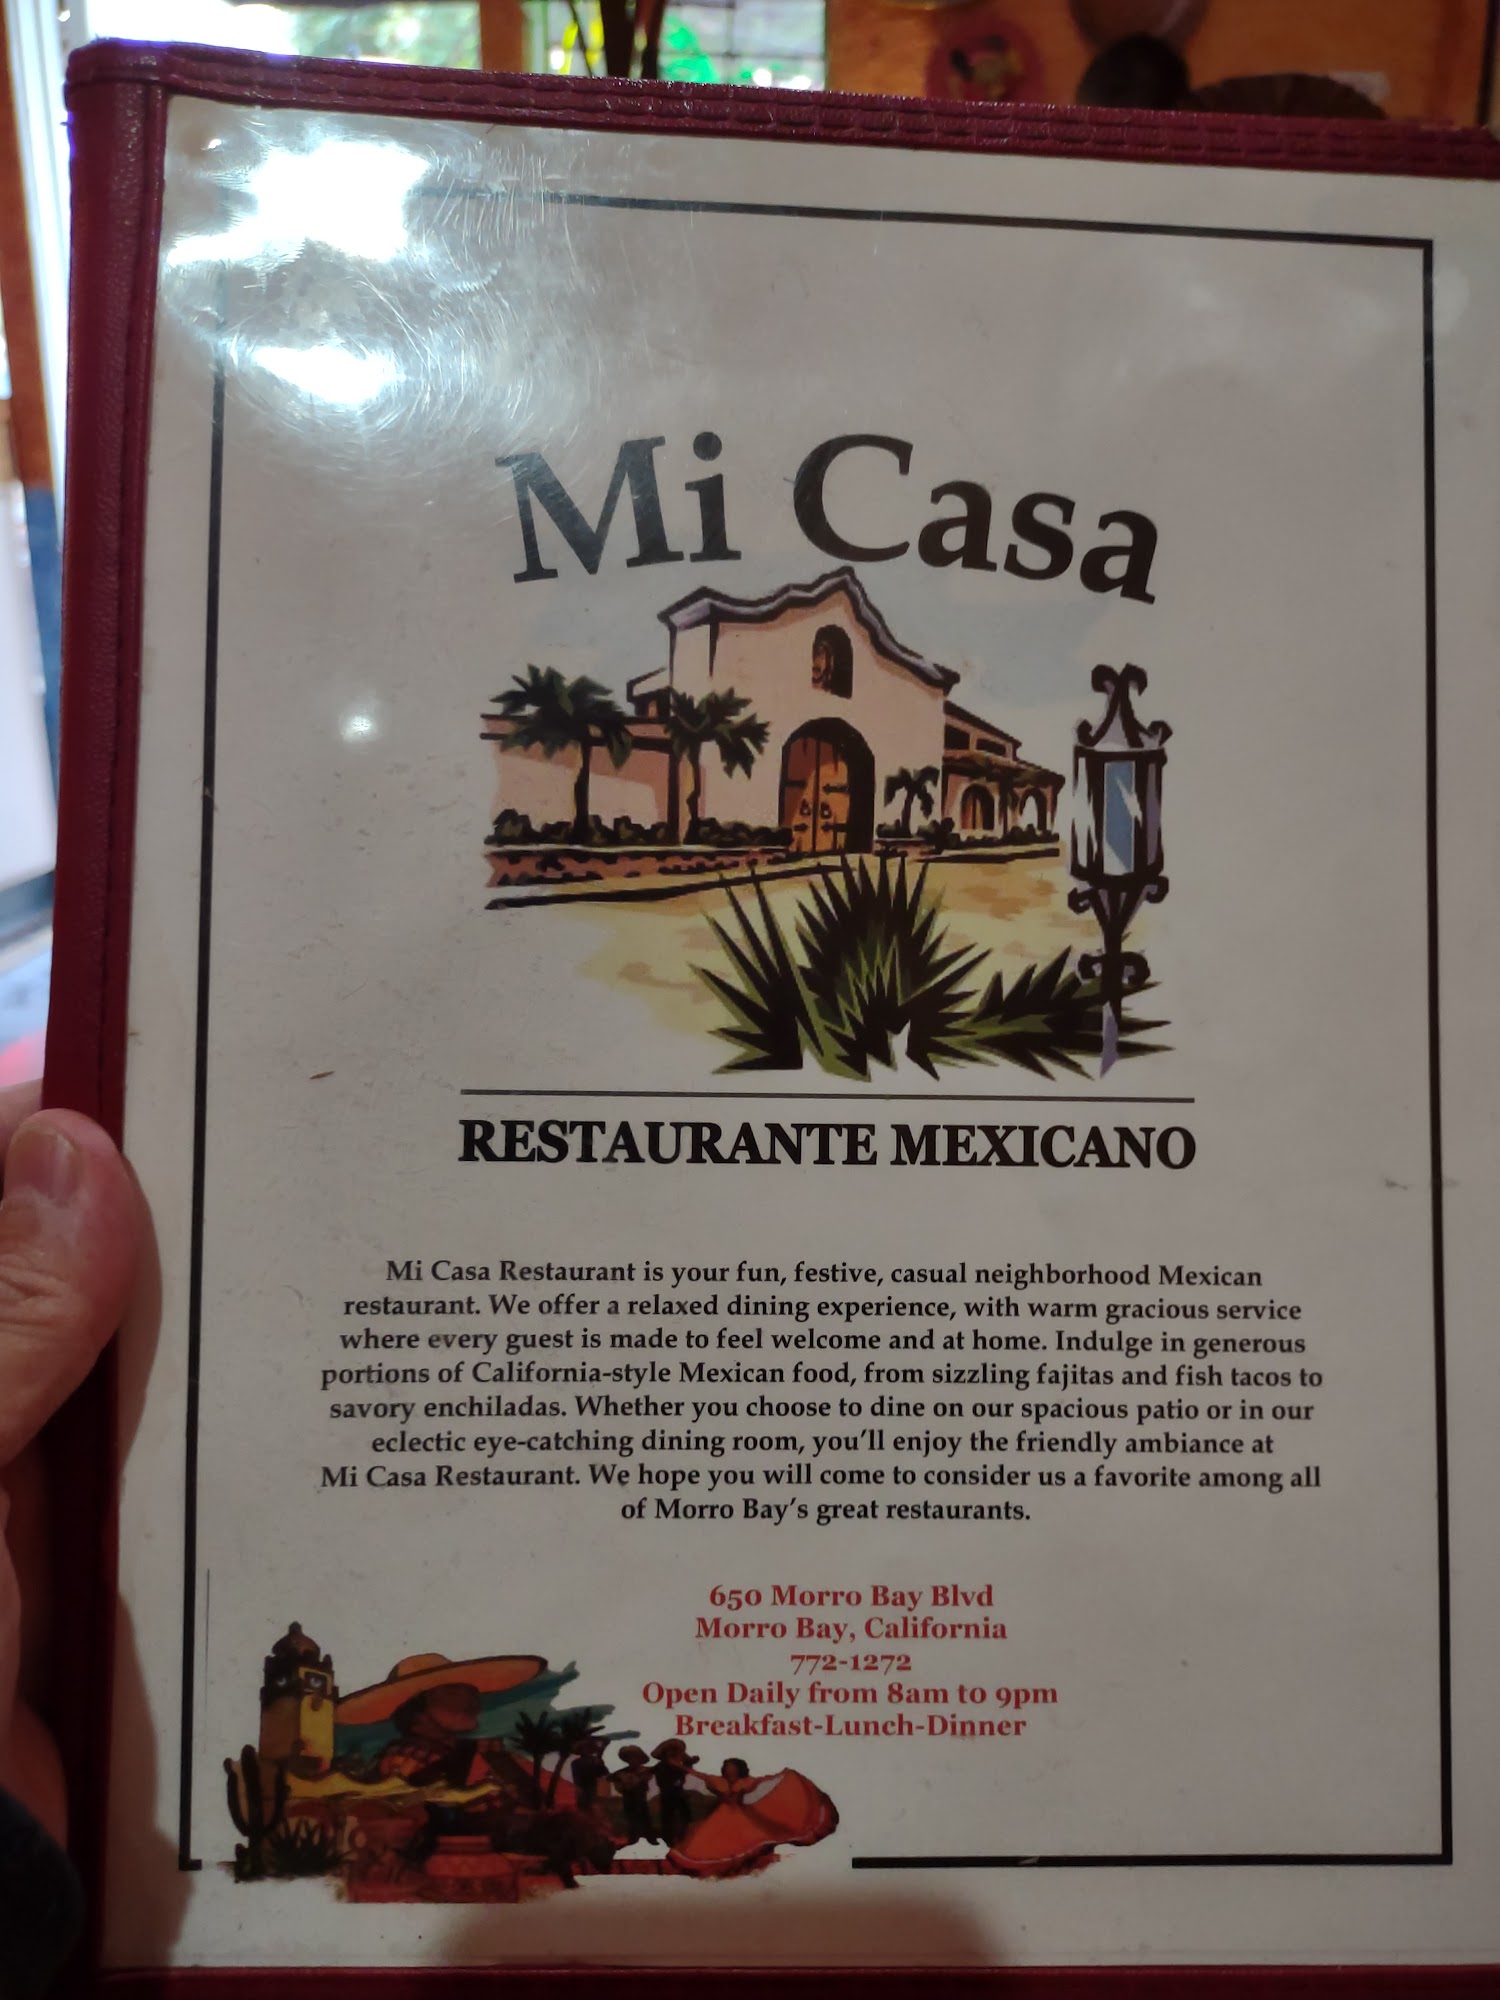 Mi Casa
RESTAURANTE MEXICANO
Mi Casa Restaurant is your fun, festive, casual neighborhood Mexican
restaurant. We offer a relaxed dining experience, with warm gracious service
where every guest is made to feel welcome and at home. Indulge in generous
portions of California-style Mexican food, from sizzling fajitas and fish tacos to
savory enchiladas. Whether you choose to dine on our spacious patio or in our
eclectic eye-catching dining room, you'll enjoy the friendly ambiance at
Mi Casa Restaurant. We hope you will come to consider us a favorite among all
of Morro Bay's great restaurants.
650 Morro Bay Blvd
Morro Bay, California
772-1272
Open Daily from 8am to 9pm
Breakfast-Lunch-Dinner